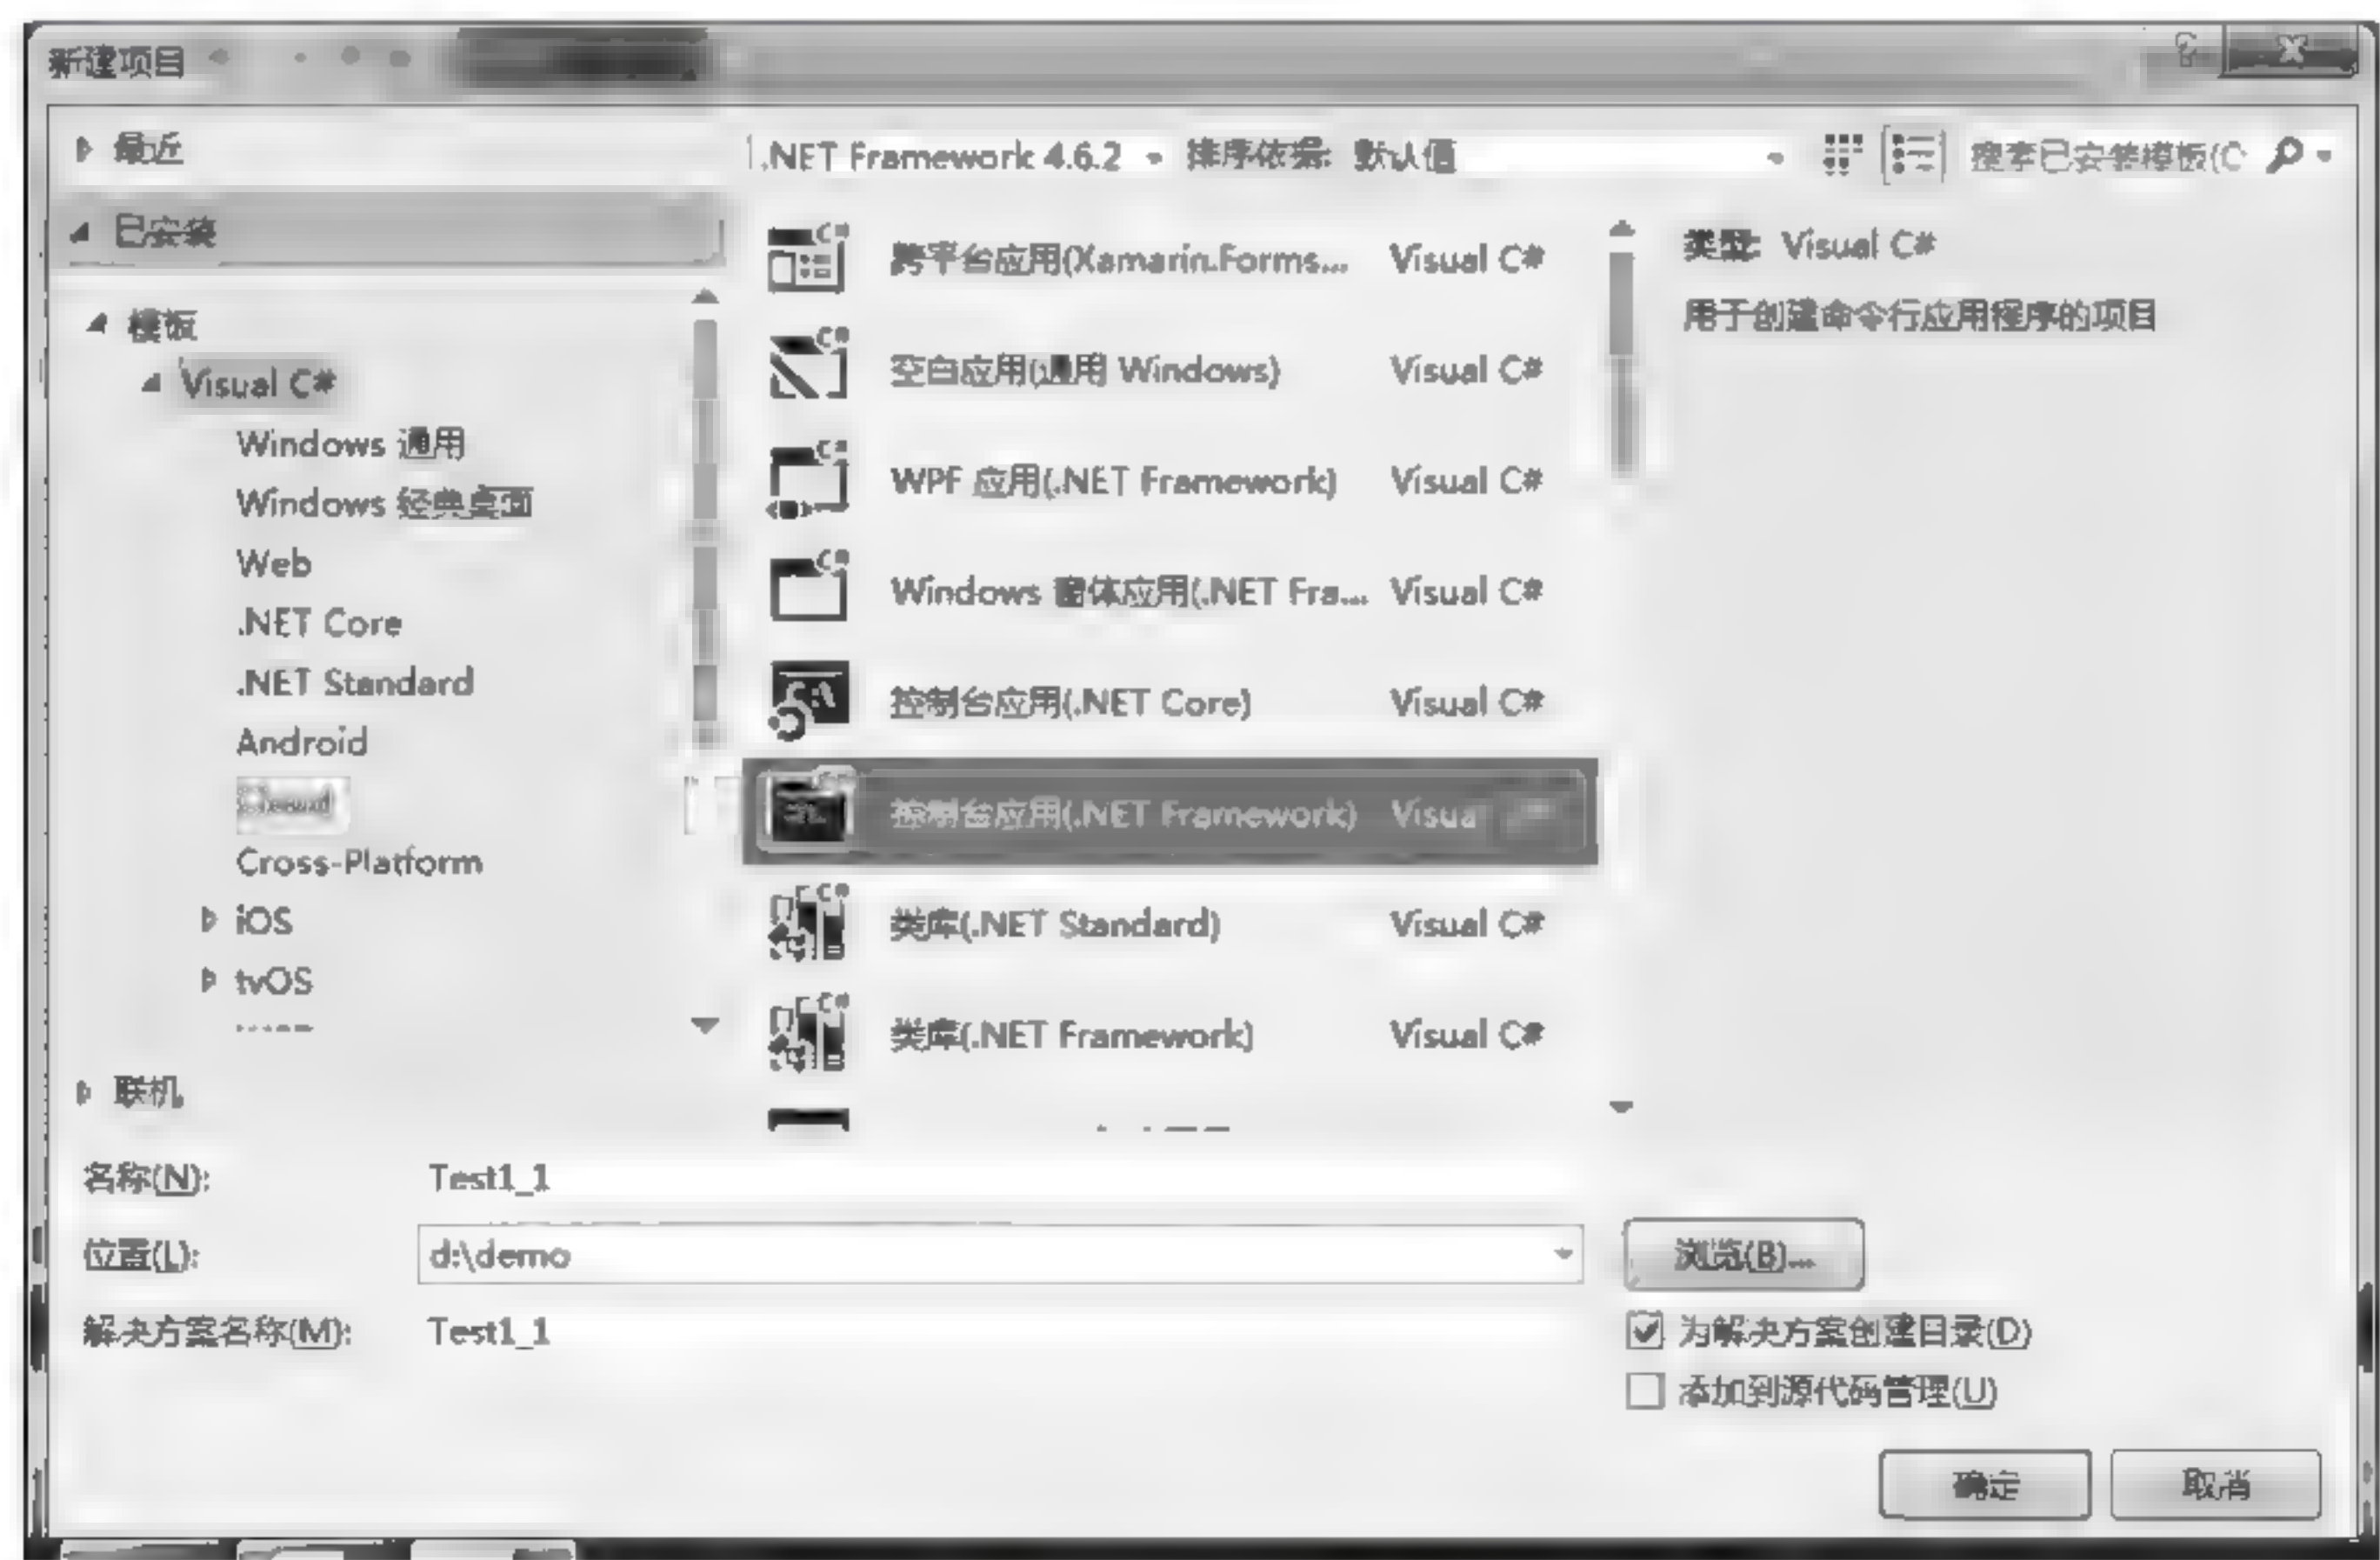 新建项目
最近
.NET Framework 4.6.2 排序依据: 默认值
搜索已安装模板(C
已安装
模板
Visual C#
Windows 通用
Windows 经典桌面
Web
.NET Core
.NET Standard
Android
Cross-Platform
iOS
tvOS
联机
跨平台应用(Xamarin.Forms... Visual C#
空白应用(通用 Windows) Visual C#
WPF 应用(.NET Framework) Visual C#
Windows 窗体应用(.NET Fra... Visual C#
控制台应用(.NET Core) Visual C#
控制台应用(.NET Framework) Visua
类库(.NET Standard) Visual C#
类库(.NET Framework) Visual C#
类型: Visual C#
用于创建命令行应用程序的项目
名称(N): Test1_1
位置(L): d:\demo 浏览(B)...
解决方案名称(M): Test1_1
为解决方案创建目录(D)
添加到源代码管理(U)
确定 取消